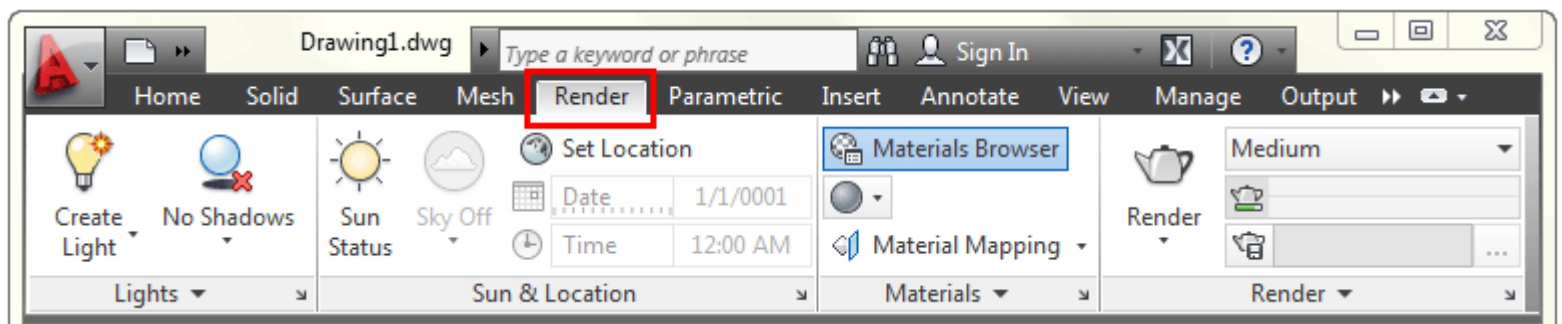 Drawing1.dwg
Type a keyword or phrase
Sign In
Home Solid Surface Mesh Render Parametric Insert Annotate View Manage Output
Create Light
No Shadows
Lights
Sun Status
Sky Off
Set Location
Date 1/1/0001
Time 12:00 AM
Sun & Location
Materials Browser
Material Mapping
Materials
Render
Medium
...
Render